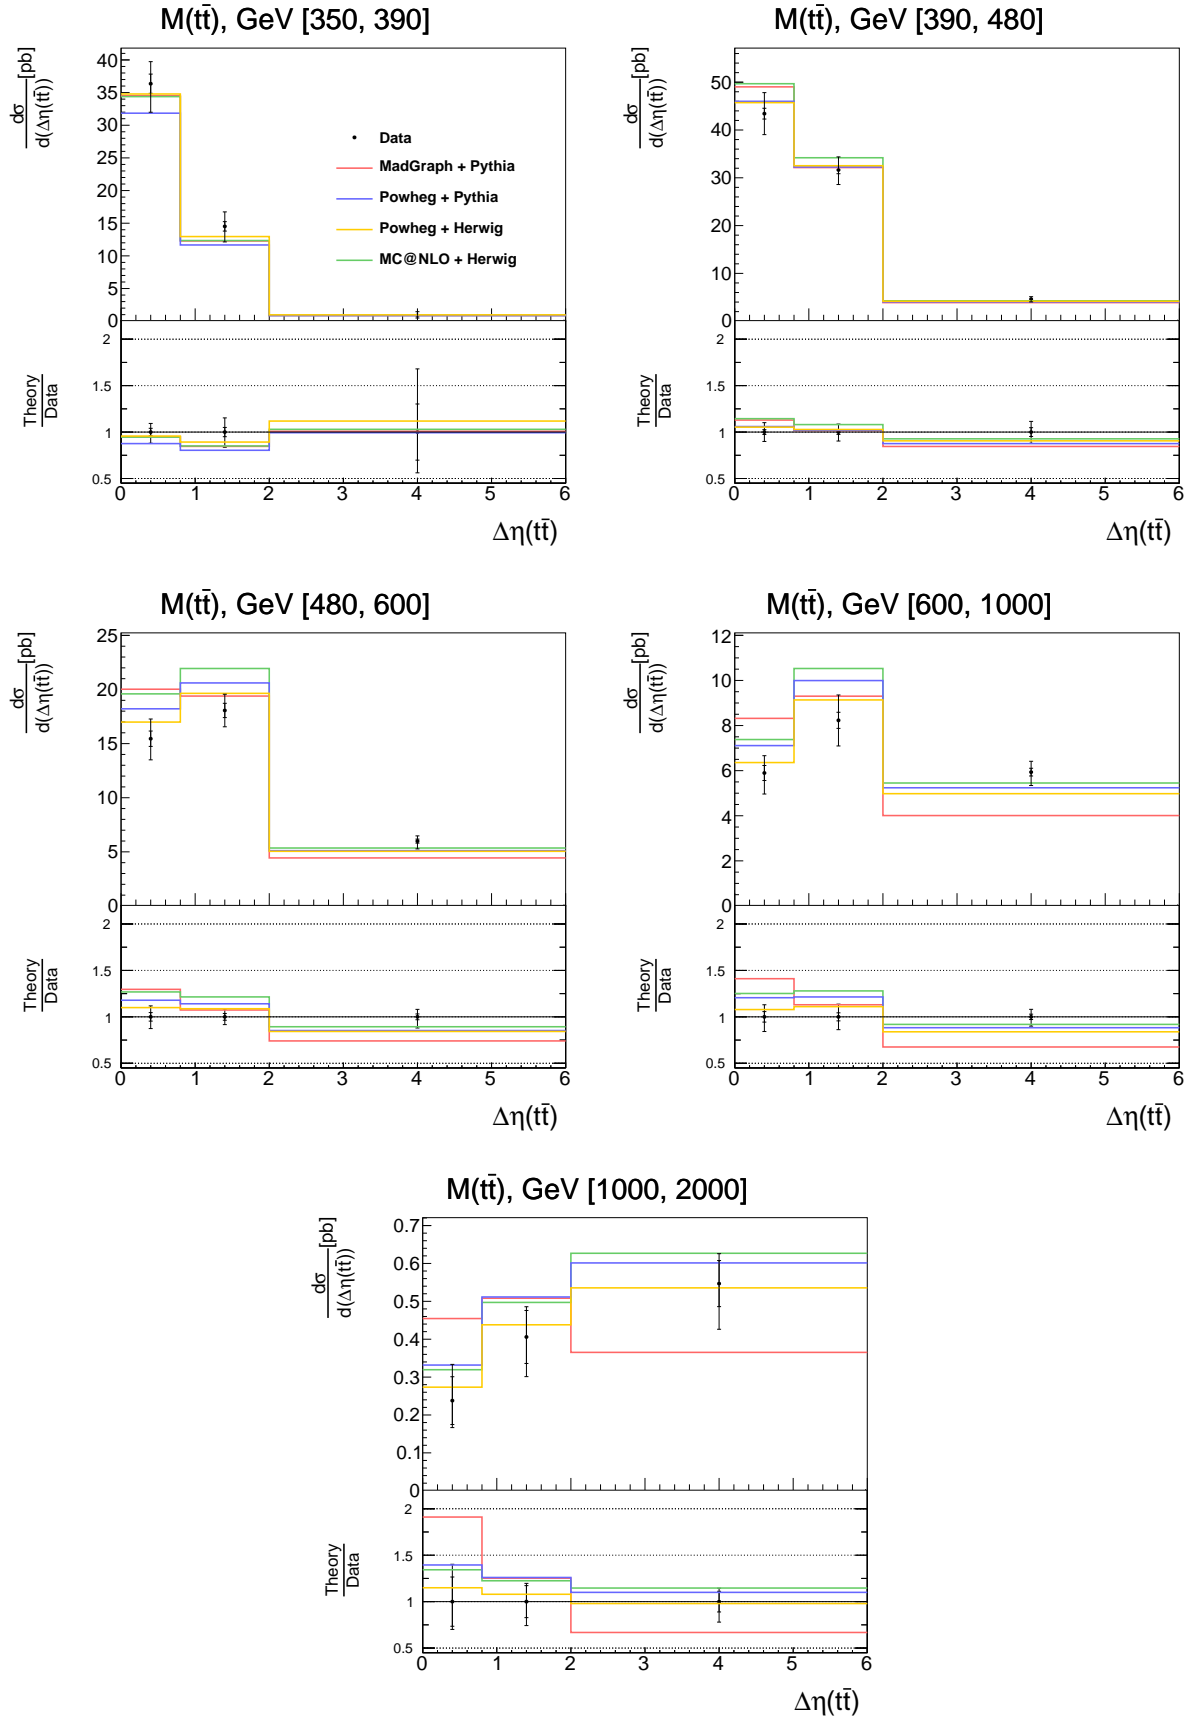 M(tt̄), GeV [350, 390]
dσ
d(Δη(tt̄))
[pb]
40
35
30
25
20
15
10
5
0
Data
MadGraph + Pythia
Powheg + Pythia
Powheg + Herwig
MC@NLO + Herwig
Theory
Data
2
1.5
1
0.5
0 1 2 3 4 5 6
Δη(tt̄)
M(tt̄), GeV [390, 480]
dσ
d(Δη(tt̄))
[pb]
50
40
30
20
10
0
Theory
Data
2
1.5
1
0.5
0 1 2 3 4 5 6
Δη(tt̄)
M(tt̄), GeV [480, 600]
dσ
d(Δη(tt̄))
[pb]
25
20
15
10
5
0
Theory
Data
2
1.5
1
0.5
0 1 2 3 4 5 6
Δη(tt̄)
M(tt̄), GeV [600, 1000]
dσ
d(Δη(tt̄))
[pb]
12
10
8
6
4
2
0
Theory
Data
2
1.5
1
0.5
0 1 2 3 4 5 6
Δη(tt̄)
M(tt̄), GeV [1000, 2000]
dσ
d(Δη(tt̄))
[pb]
0.7
0.6
0.5
0.4
0.3
0.2
0.1
0
Theory
Data
2
1.5
1
0.5
0 1 2 3 4 5 6
Δη(tt̄)